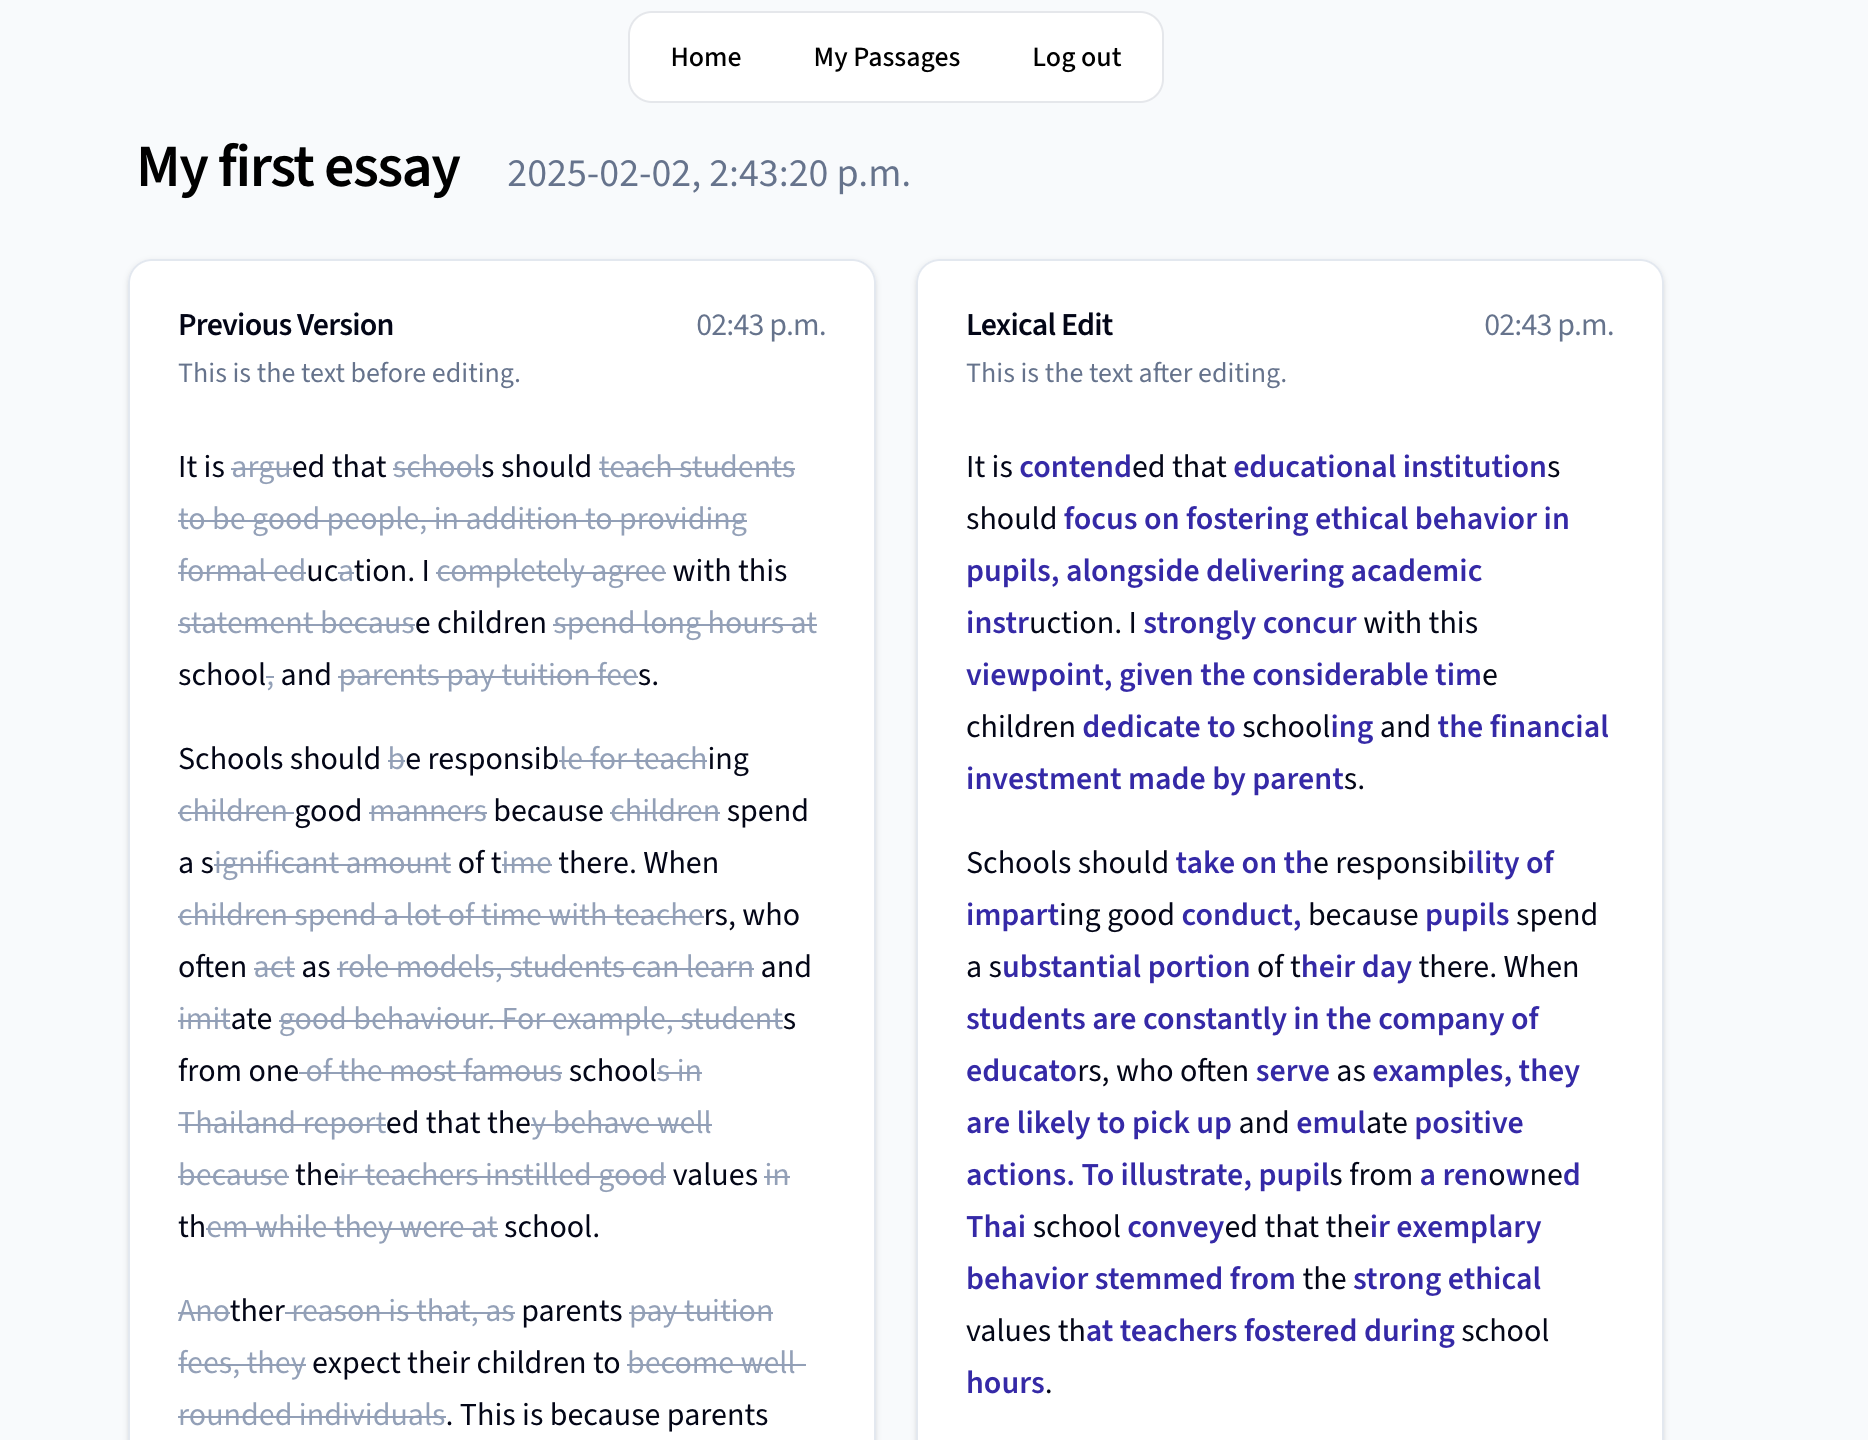 Home My Passages Log out
My first essay 2025-02-02, 2:43:20 p.m.
Previous Version 02:43 p.m.
This is the text before editing.
It is argued that schools should teach students
to be good people, in addition to providing
formal education. I completely agree with this
statement because children spend long hours at
school, and parents pay tuition fees.
Schools should be responsible for teaching
children good manners because children spend
a significant amount of time there. When
children spend a lot of time with teachers, who
often act as role models, students can learn and
imitate good behaviour. For example, students
from one of the most famous schools in
Thailand reported that they behave well
because their teachers instilled good values in
them while they were at school.
Another reason is that, as parents pay tuition
fees, they expect their children to become well-
rounded individuals. This is because parents
Lexical Edit 02:43 p.m.
This is the text after editing.
It is contended that educational institutions
should focus on fostering ethical behavior in
pupils, alongside delivering academic
instruction. I strongly concur with this
viewpoint, given the considerable time
children dedicate to schooling and the financial
investment made by parents.
Schools should take on the responsibility of
imparting good conduct, because pupils spend
a substantial portion of their day there. When
students are constantly in the company of
educators, who often serve as examples, they
are likely to pick up and emulate positive
actions. To illustrate, pupils from a renowned
Thai school conveyed that their exemplary
behavior stemmed from the strong ethical
values that teachers fostered during school
hours.